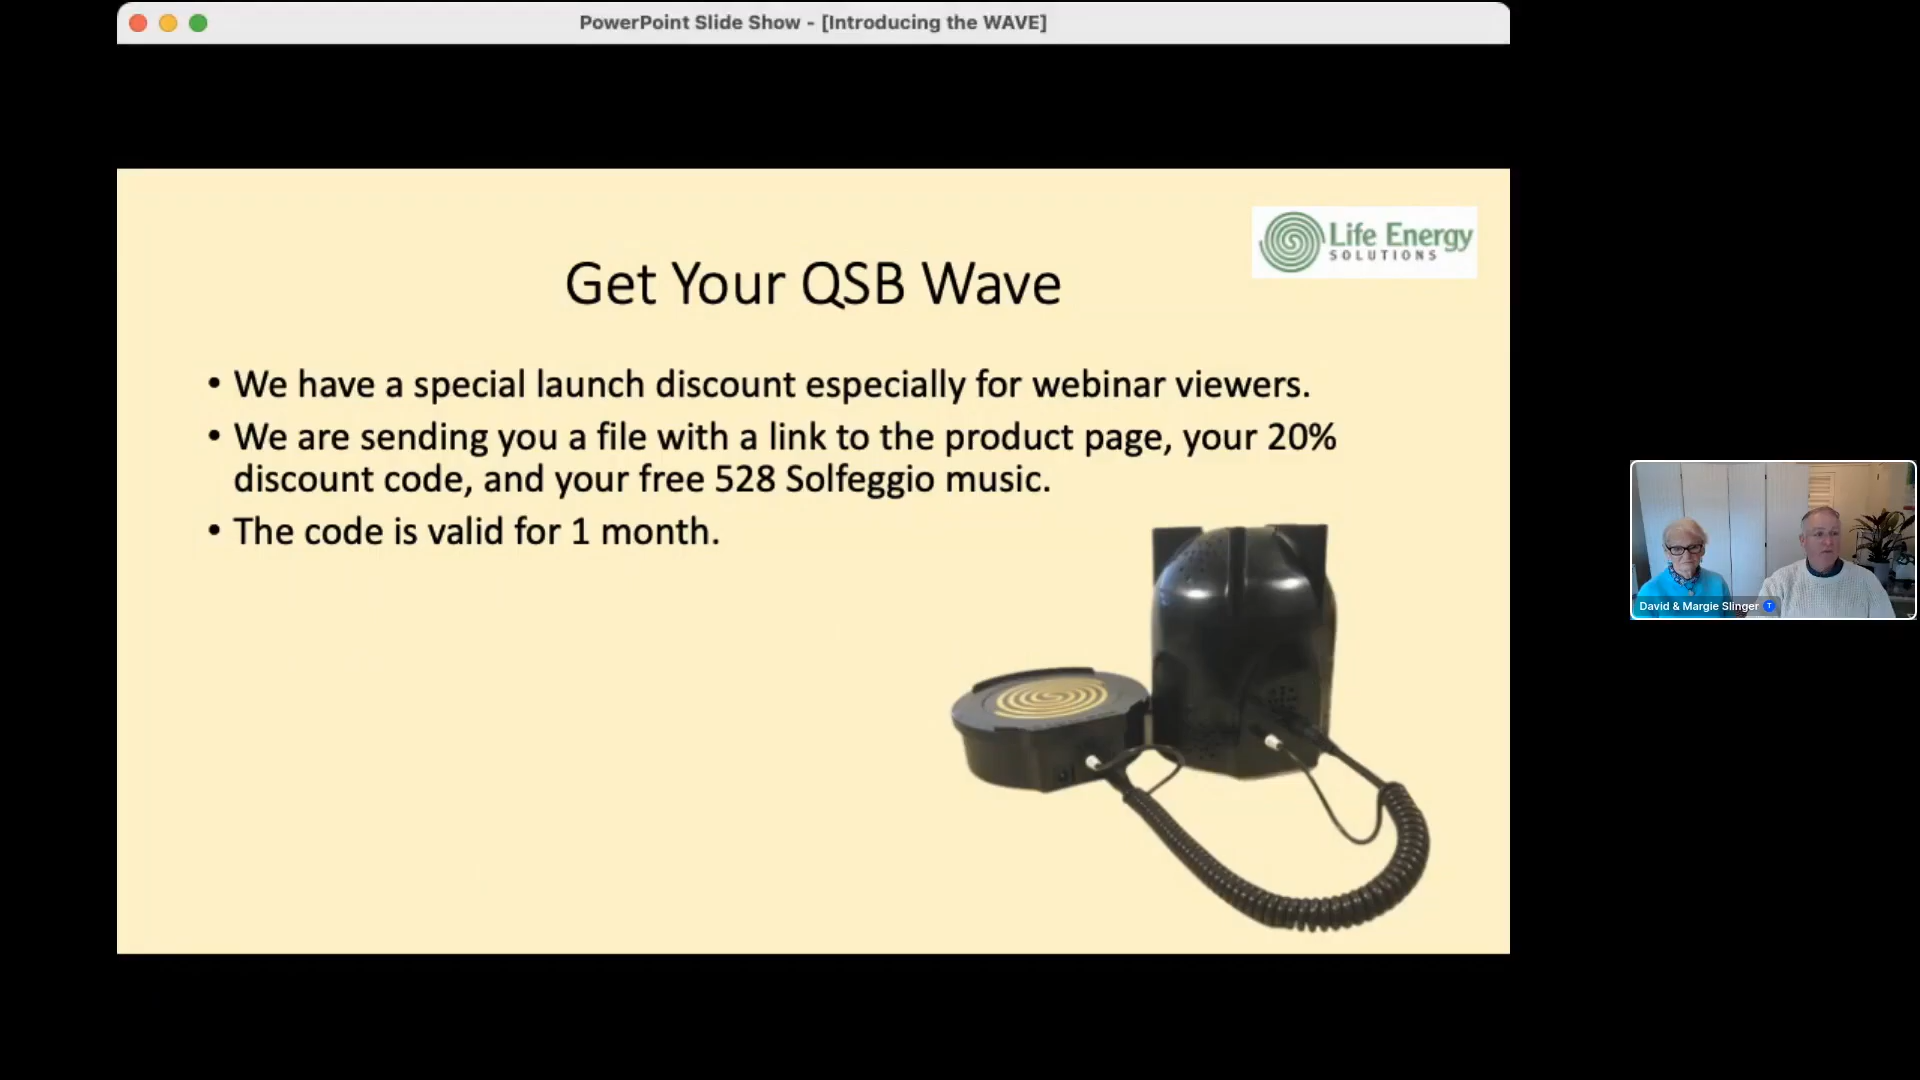 PowerPoint Slide Show - [Introducing the WAVE]
Life Energy
SOLUTIONS
Get Your QSB Wave
• We have a special launch discount especially for webinar viewers.
• We are sending you a file with a link to the product page, your 20%
discount code, and your free 528 Solfeggio music.
• The code is valid for 1 month.
David & Margie Slinger
T